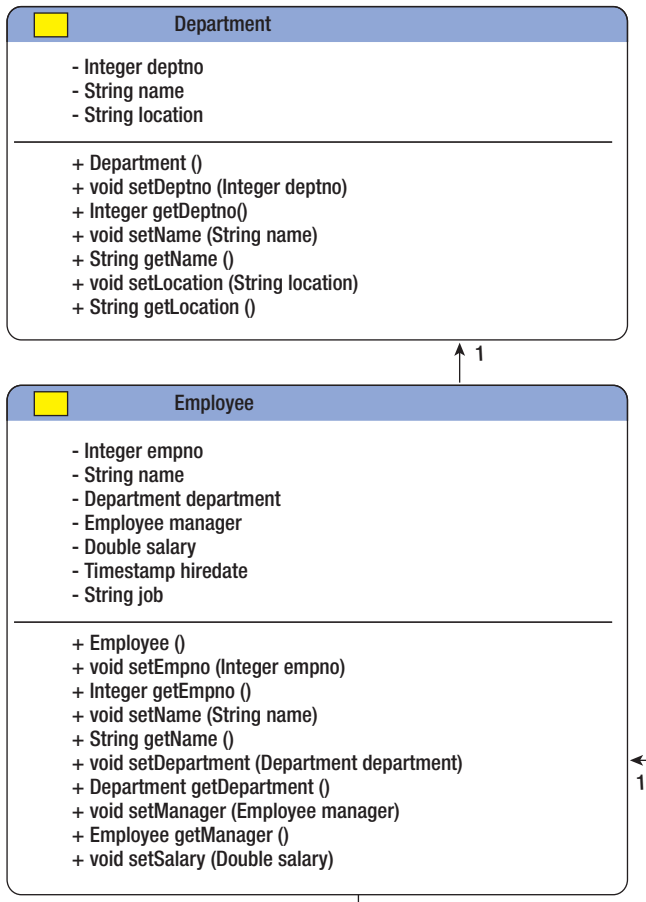 Department
- Integer deptno
- String name
- String location
+ Department ()
+ void setDeptno (Integer deptno)
+ Integer getDeptno()
+ void setName (String name)
+ String getName ()
+ void setLocation (String location)
+ String getLocation ()
1
Employee
- Integer empno
- String name
- Department department
- Employee manager
- Double salary
- Timestamp hiredate
- String job
+ Employee ()
+ void setEmpno (Integer empno)
+ Integer getEmpno ()
+ void setName (String name)
+ String getName ()
+ void setDepartment (Department department)
+ Department getDepartment ()
+ void setManager (Employee manager)
+ Employee getManager ()
+ void setSalary (Double salary)
1